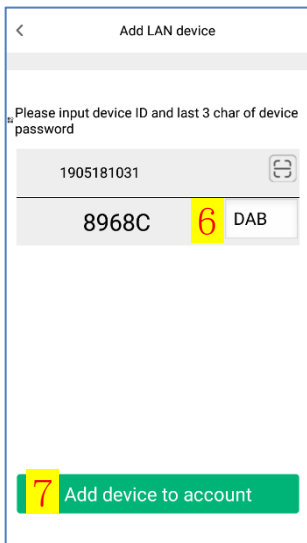 Add LAN device
Please input device ID and last 3 char of device
password
1905181031
8968C 6 DAB
7 Add device to account